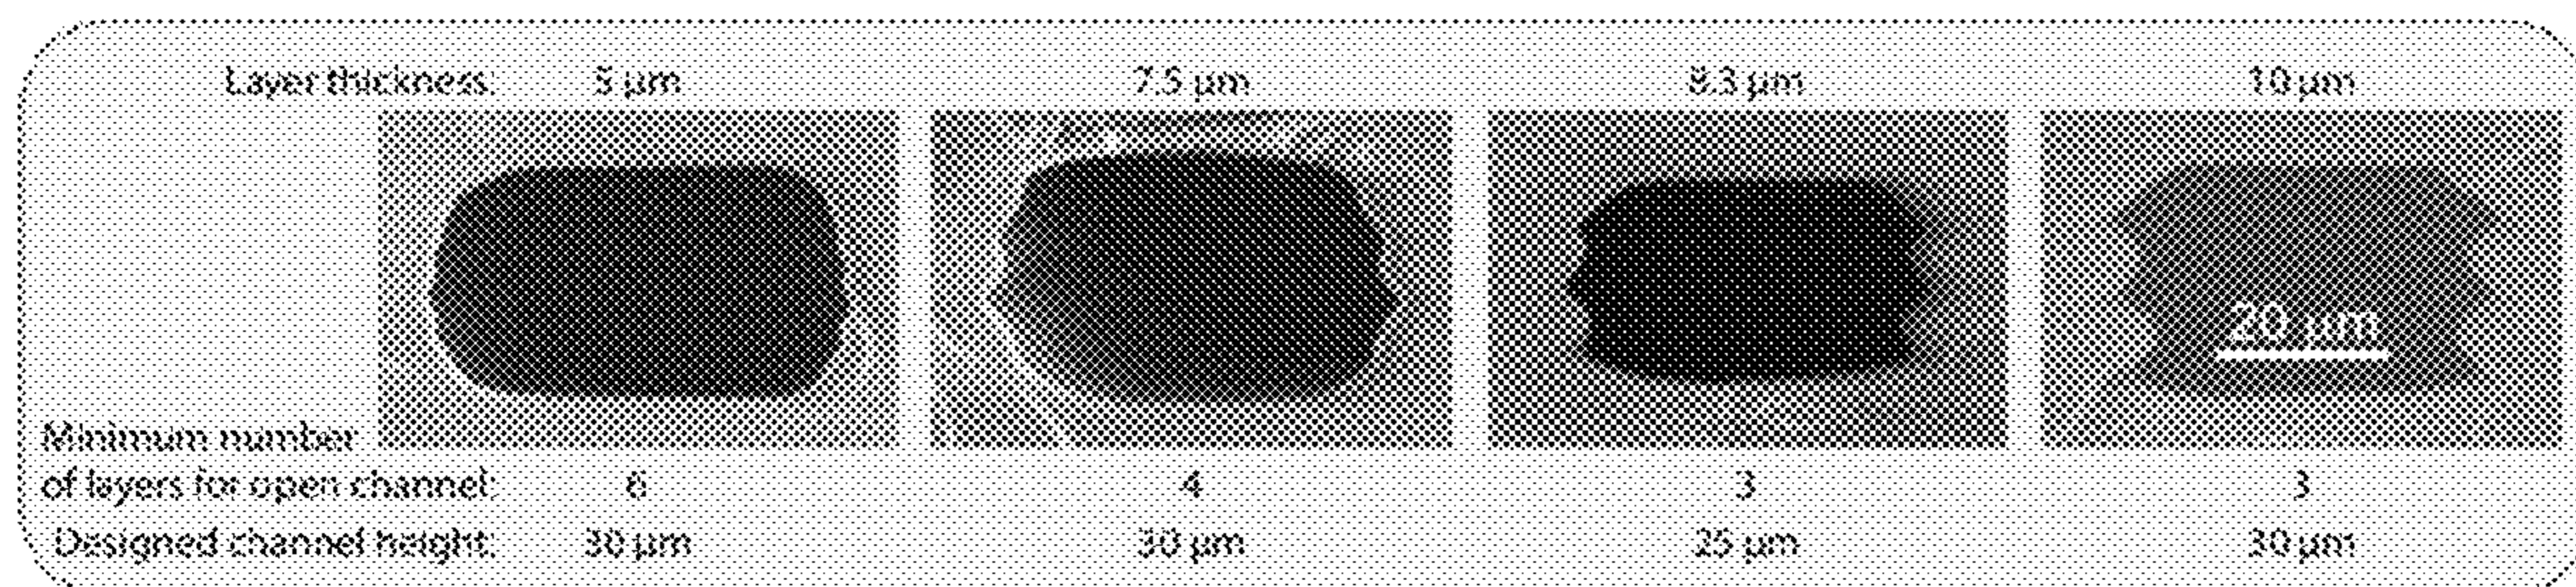 Layer thickness: 5 µm 7.5 µm 8.3 µm 10 µm
20 µm
Minimum number
of layers for open channel: 6 4 3 3
Designed channel height: 30 µm 30 µm 25 µm 30 µm